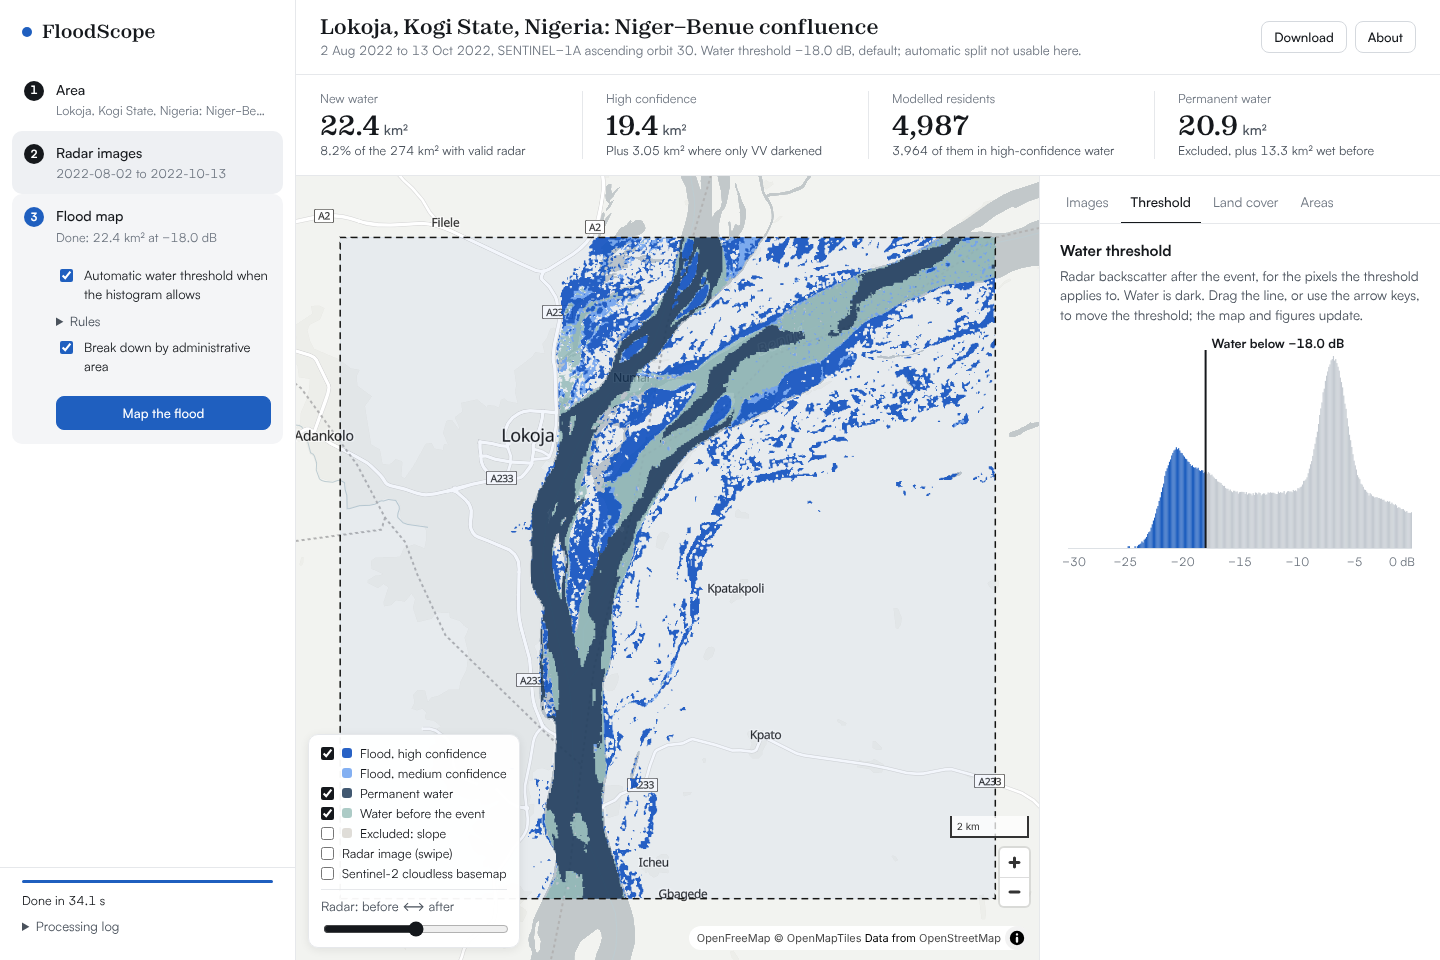 FloodScope
1 Area
Lokoja, Kogi State, Nigeria: Niger–Be...
2 Radar images
2022-08-02 to 2022-10-13
3 Flood map
Done: 22.4 km² at −18.0 dB
Automatic water threshold when
the histogram allows
Rules
Break down by administrative
area
Map the flood
Done in 34.1 s
Processing log
Lokoja, Kogi State, Nigeria: Niger–Benue confluence
2 Aug 2022 to 13 Oct 2022, SENTINEL-1A ascending orbit 30. Water threshold −18.0 dB, default; automatic split not usable here.
Download
About
New water
22.4 km²
8.2% of the 274 km² with valid radar
High confidence
19.4 km²
Plus 3.05 km² where only VV darkened
Modelled residents
4,987
3,964 of them in high-confidence water
Permanent water
20.9 km²
Excluded, plus 13.3 km² wet before
A2
Filele
A2
A23
Adankolo
Lokoja
A233
Kpatakpoli
A233
Kpato
A233
A233
Icheu
Gbagede
2 km
Flood, high confidence
Flood, medium confidence
Permanent water
Water before the event
Excluded: slope
Radar image (swipe)
Sentinel-2 cloudless basemap
Radar: before ⟷ after
OpenFreeMap © OpenMapTiles Data from OpenStreetMap
Images Threshold Land cover Areas
Water threshold
Radar backscatter after the event, for the pixels the threshold
applies to. Water is dark. Drag the line, or use the arrow keys,
to move the threshold; the map and figures update.
Water below −18.0 dB
−30 −25 −20 −15 −10 −5 0 dB